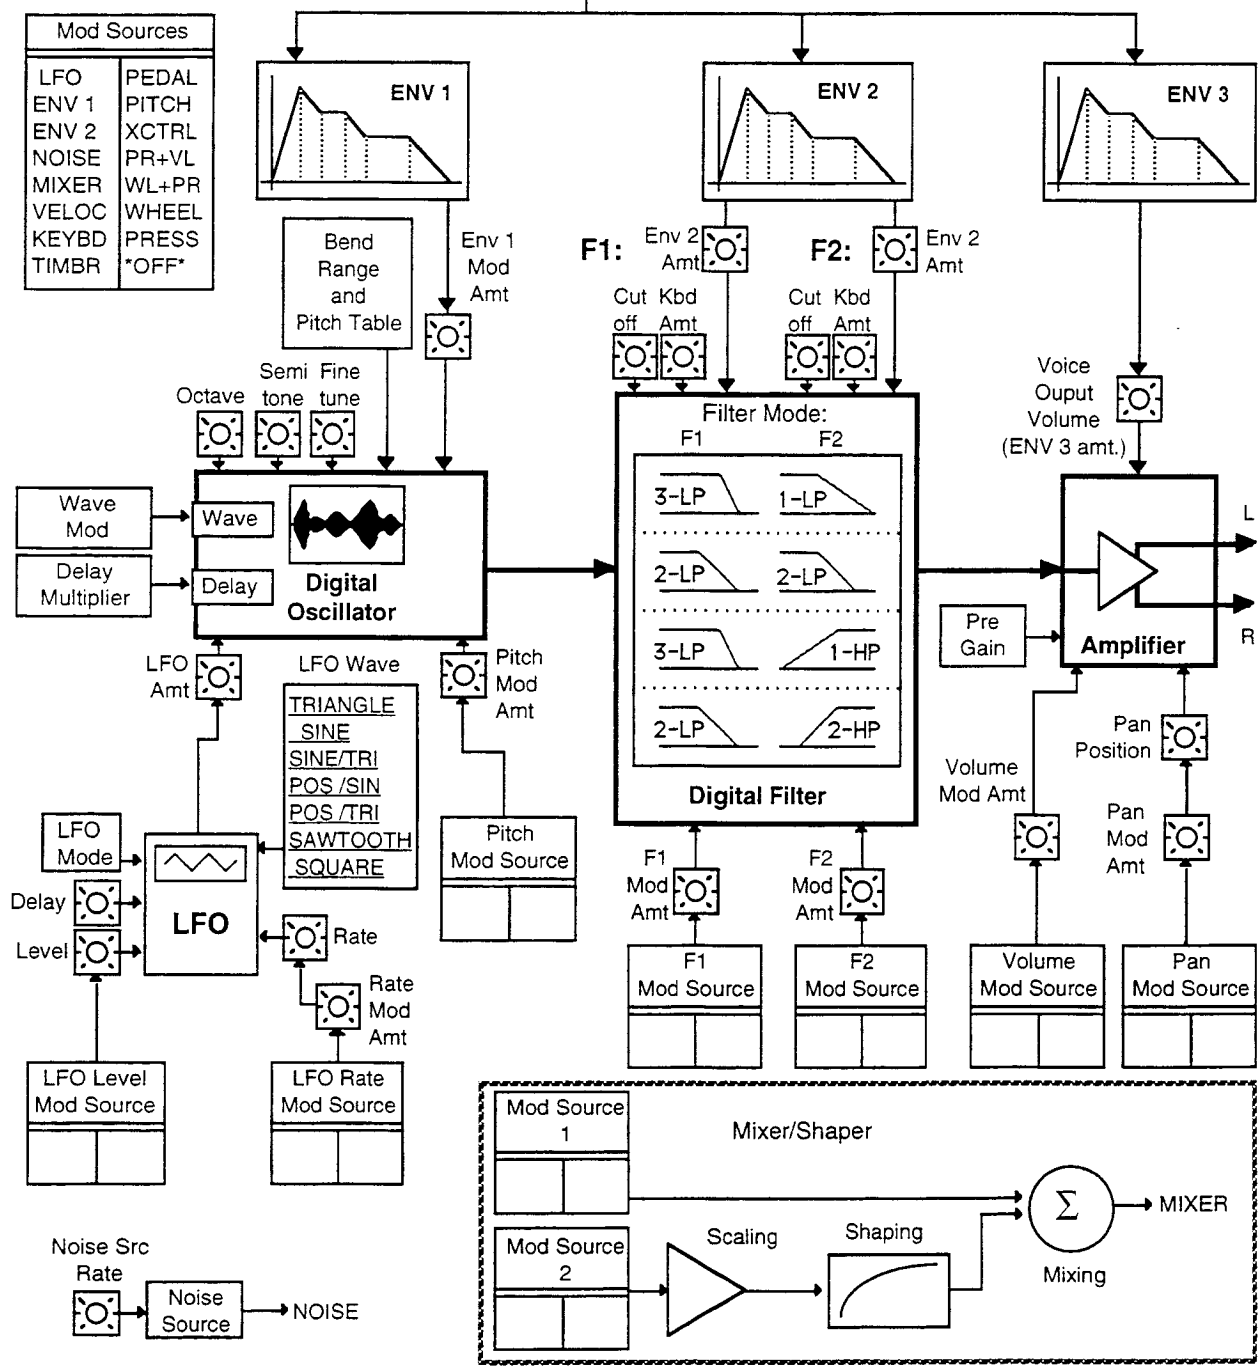 Mod Sources
LFO PEDAL
ENV 1 PITCH
ENV 2 XCTRL
NOISE PR+VL
MIXER WL+PR
VELOC WHEEL
KEYBD PRESS
TIMBR *OFF*
ENV 1
ENV 2
ENV 3
Bend
Range
and
Pitch Table
Env 1
Mod
Amt
F1:
Env 2
Amt
F2:
Env 2
Amt
Cut
off
Kbd
Amt
Cut
off
Kbd
Amt
Voice
Ouput
Volume
(ENV 3 amt.)
Octave
Semi
tone
Fine
tune
Wave
Mod
Delay
Multiplier
Wave
Delay
Digital
Oscillator
Filter Mode:
F1 F2
3-LP 1-LP
2-LP 2-LP
3-LP 1-HP
2-LP 2-HP
Digital Filter
L
R
Pre
Gain
Amplifier
LFO
Amt
LFO Wave
TRIANGLE
SINE
SINE/TRI
POS /SIN
POS /TRI
SAWTOOTH
SQUARE
Pitch
Mod
Amt
Pitch
Mod Source
Volume
Mod Amt
Pan
Position
Pan
Mod
Amt
LFO
Mode
Delay
Level
LFO
Rate
Rate
Mod
Amt
F1
Mod
Amt
F2
Mod
Amt
F1
Mod Source
F2
Mod Source
Volume
Mod Source
Pan
Mod Source
LFO Level
Mod Source
LFO Rate
Mod Source
Mod Source
1
Mixer/Shaper
Mod Source
2
Scaling
Shaping
Σ
Mixing
MIXER
Noise Src
Rate
Noise
Source
NOISE